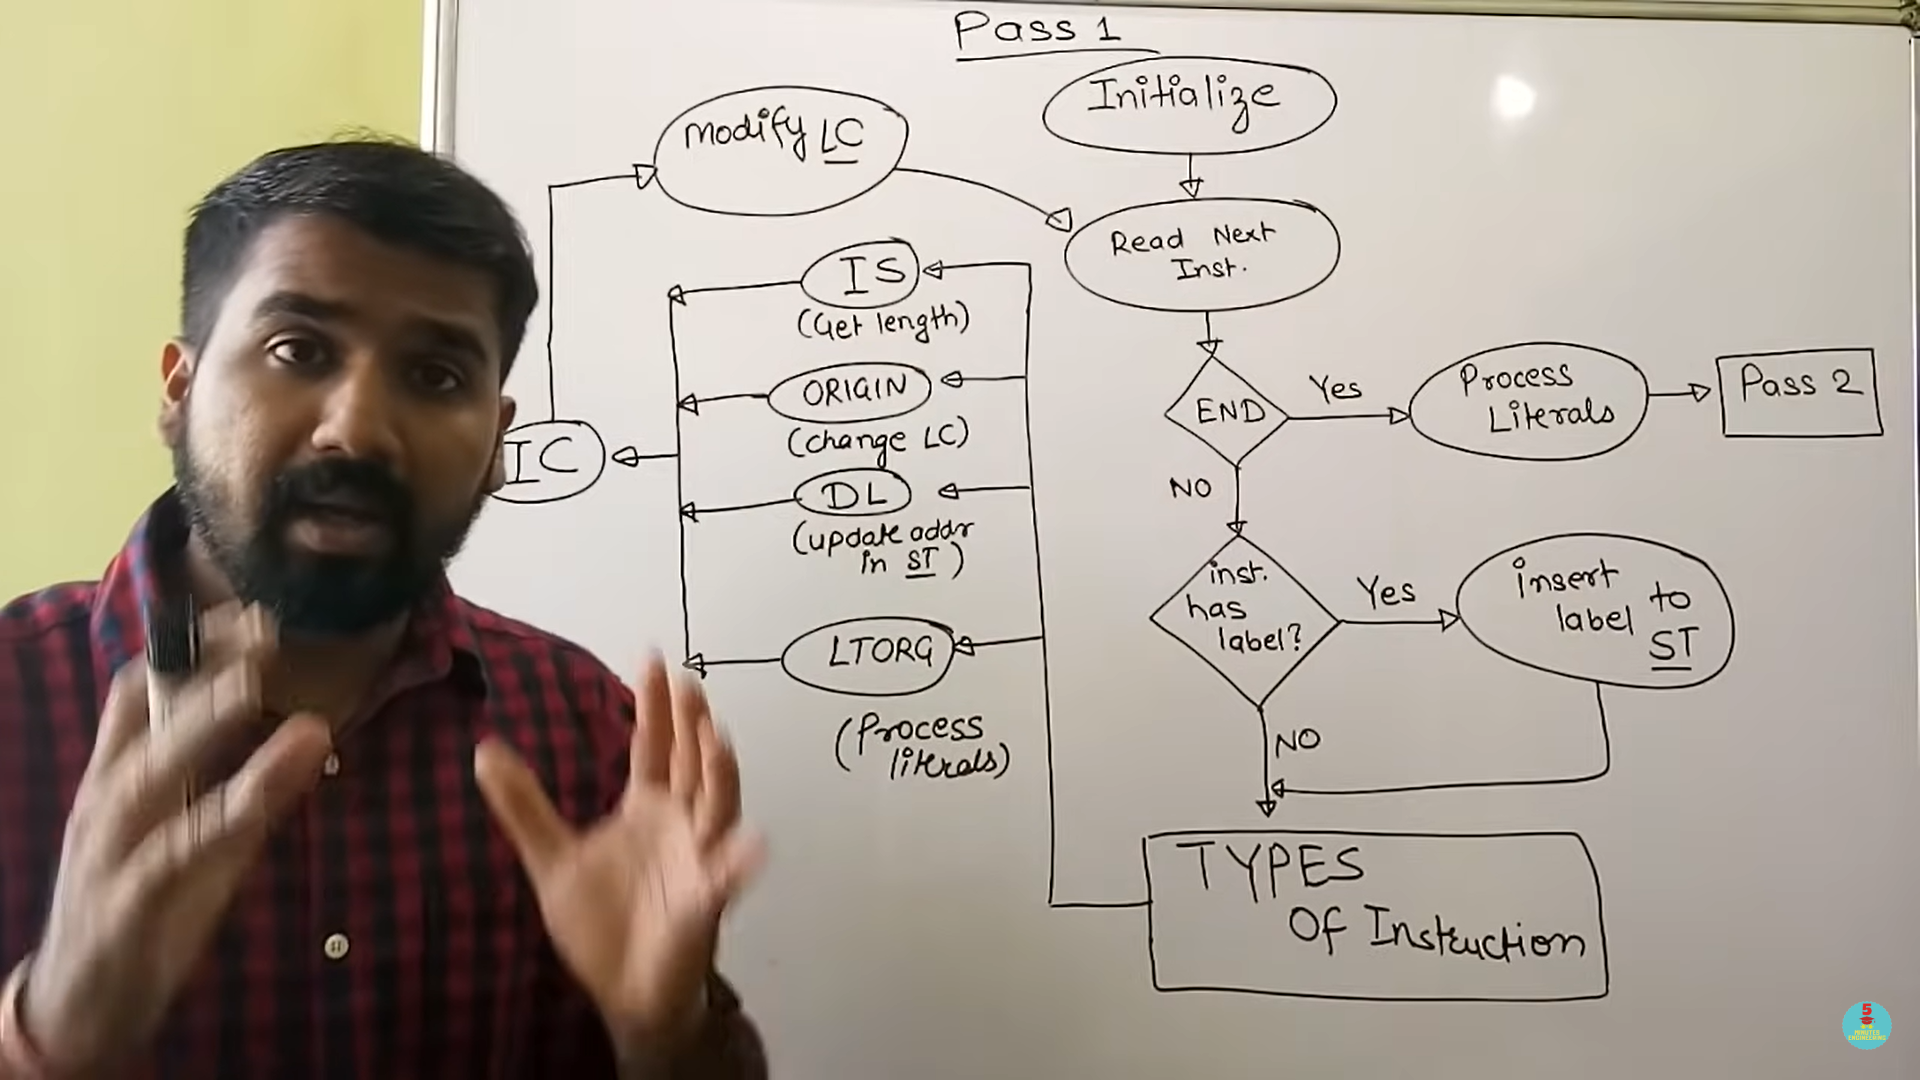 Pass 1
Initialize
modify LC
Read Next
Inst.
IS
(Get length)
ORIGIN
(change LC)
DL
(update addr
in ST)
LTORG
(Process
literals)
IC
END
Yes
Process
Literals
Pass 2
NO
inst.
has
label?
Yes
insert
label to
ST
NO
TYPES
Of Instruction
5
MINUTES
ENGINEERING